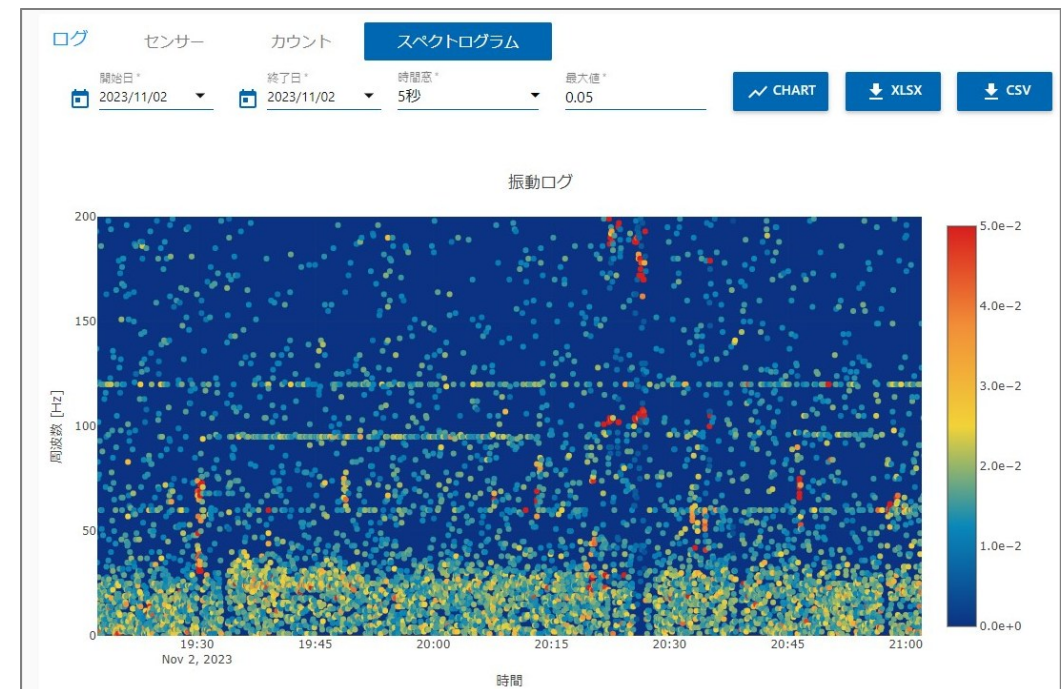 ログ センサー カウント スペクトログラム
開始日* 終了日* 時間窓* 最大値*
2023/11/02 2023/11/02 5秒 0.05 CHART XLSX CSV
振動ログ
200
150
100
50
0
周波数 [Hz]
19:30 19:45 20:00 20:15 20:30 20:45 21:00
Nov 2, 2023
時間
5.0e−2
4.0e−2
3.0e−2
2.0e−2
1.0e−2
0.0e+0